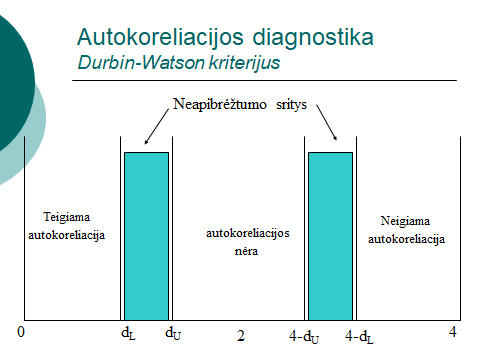 Autokoreliacijos diagnostika
Durbin-Watson kriterijus
Neapibrėžtumo sritys
Teigiama
autokoreliacija
autokoreliacijos
nėra
Neigiama
autokoreliacija
0 dL dU 2 4-dU 4-dL 4